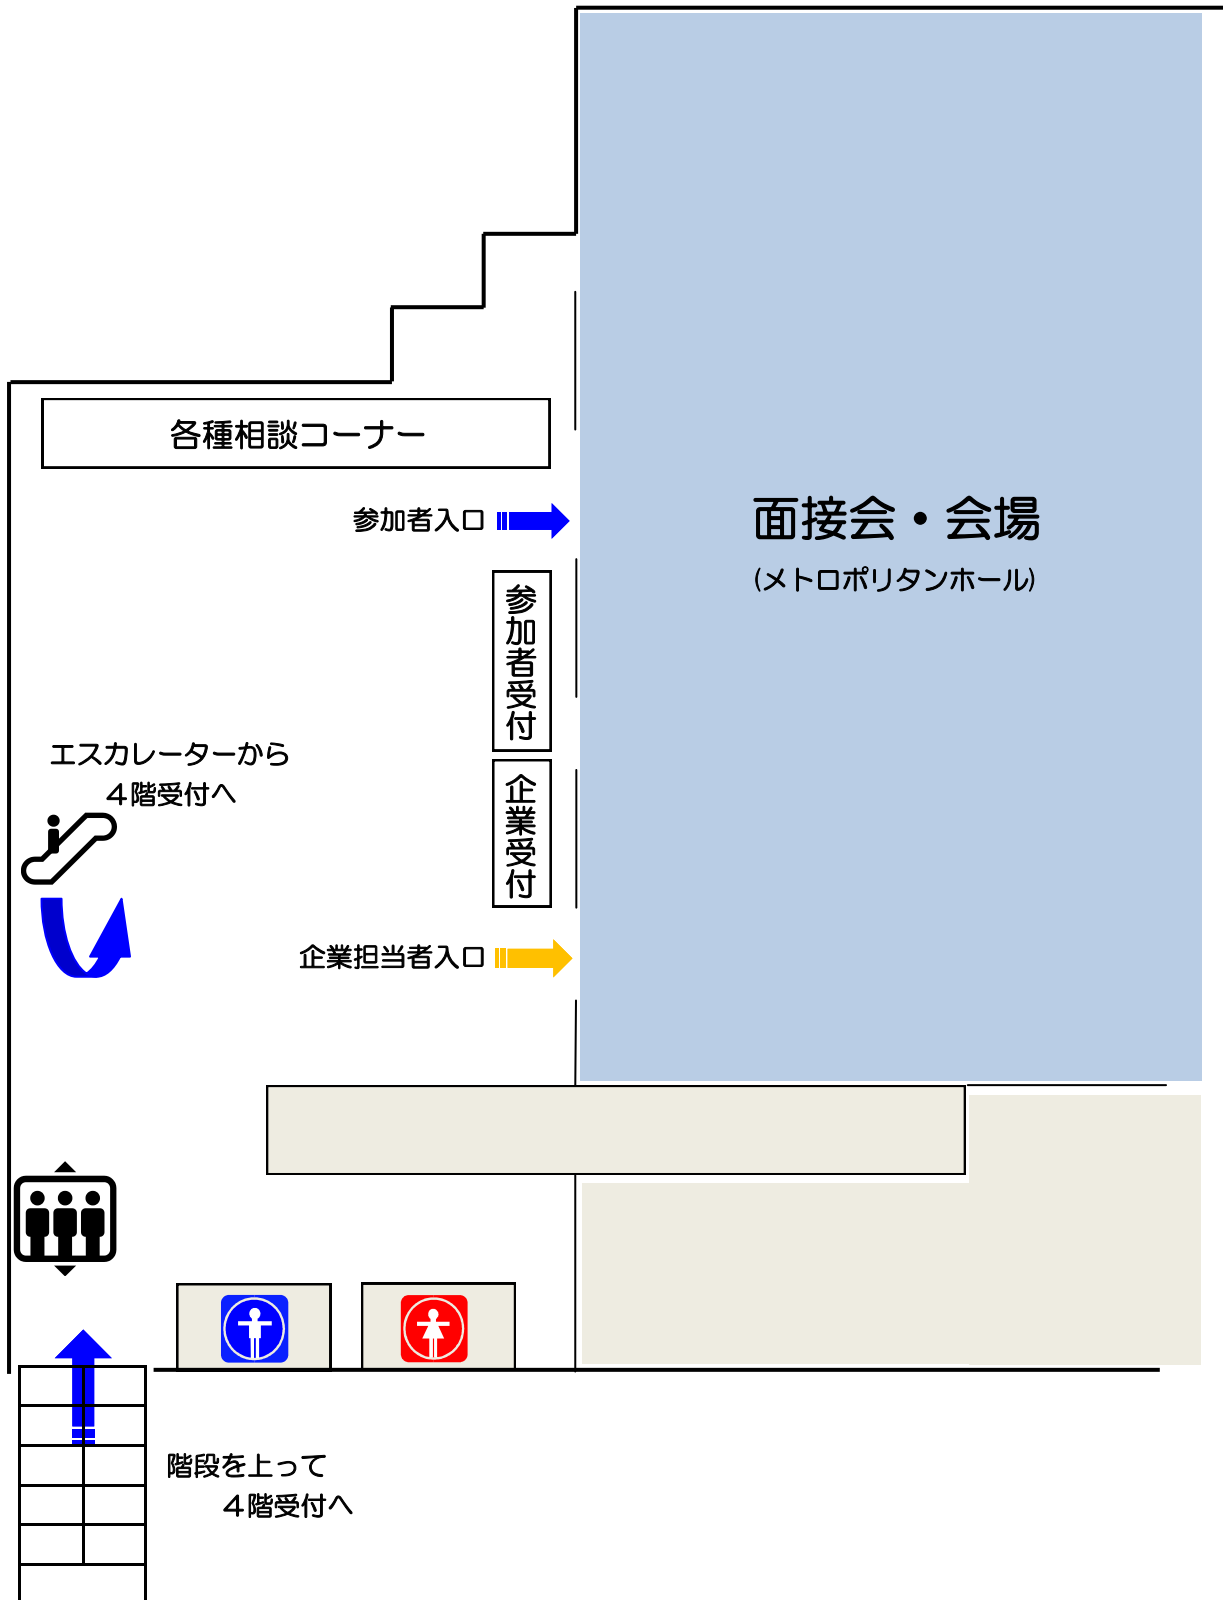 各種相談コーナー
参加者入口
面接会・会場
(メトロポリタンホール)
参加者受付
エスカレーターから
４階受付へ
企業受付
企業担当者入口
階段を上って
４階受付へ